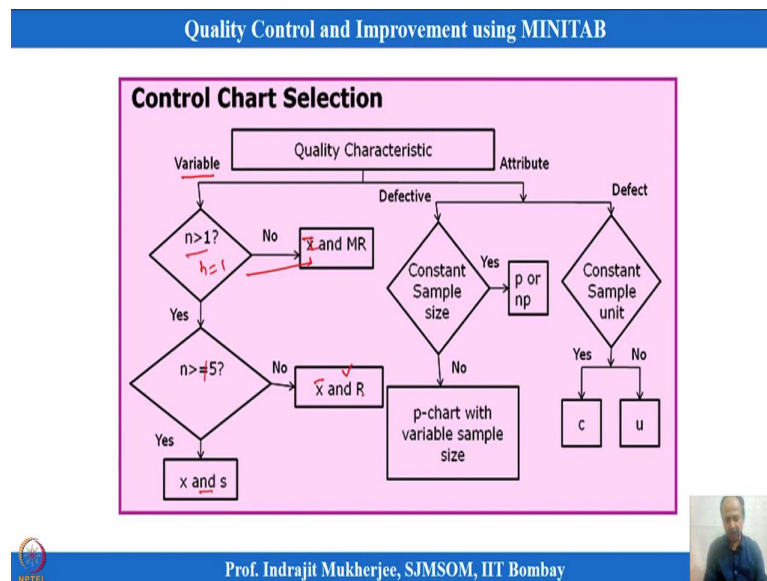 Quality Control and Improvement using MINITAB
Control Chart Selection
Quality Characteristic
Variable
Attribute
Defective
Defect
n>1?
n=1
No
x and MR
Yes
n>=5?
No
x and R
Yes
x and s
Constant
Sample
size
Yes
p or
np
No
p-chart with
variable sample
size
Constant
Sample
unit
Yes
No
c
u
NPTEL
Prof. Indrajit Mukherjee, SJMSOM, IIT Bombay